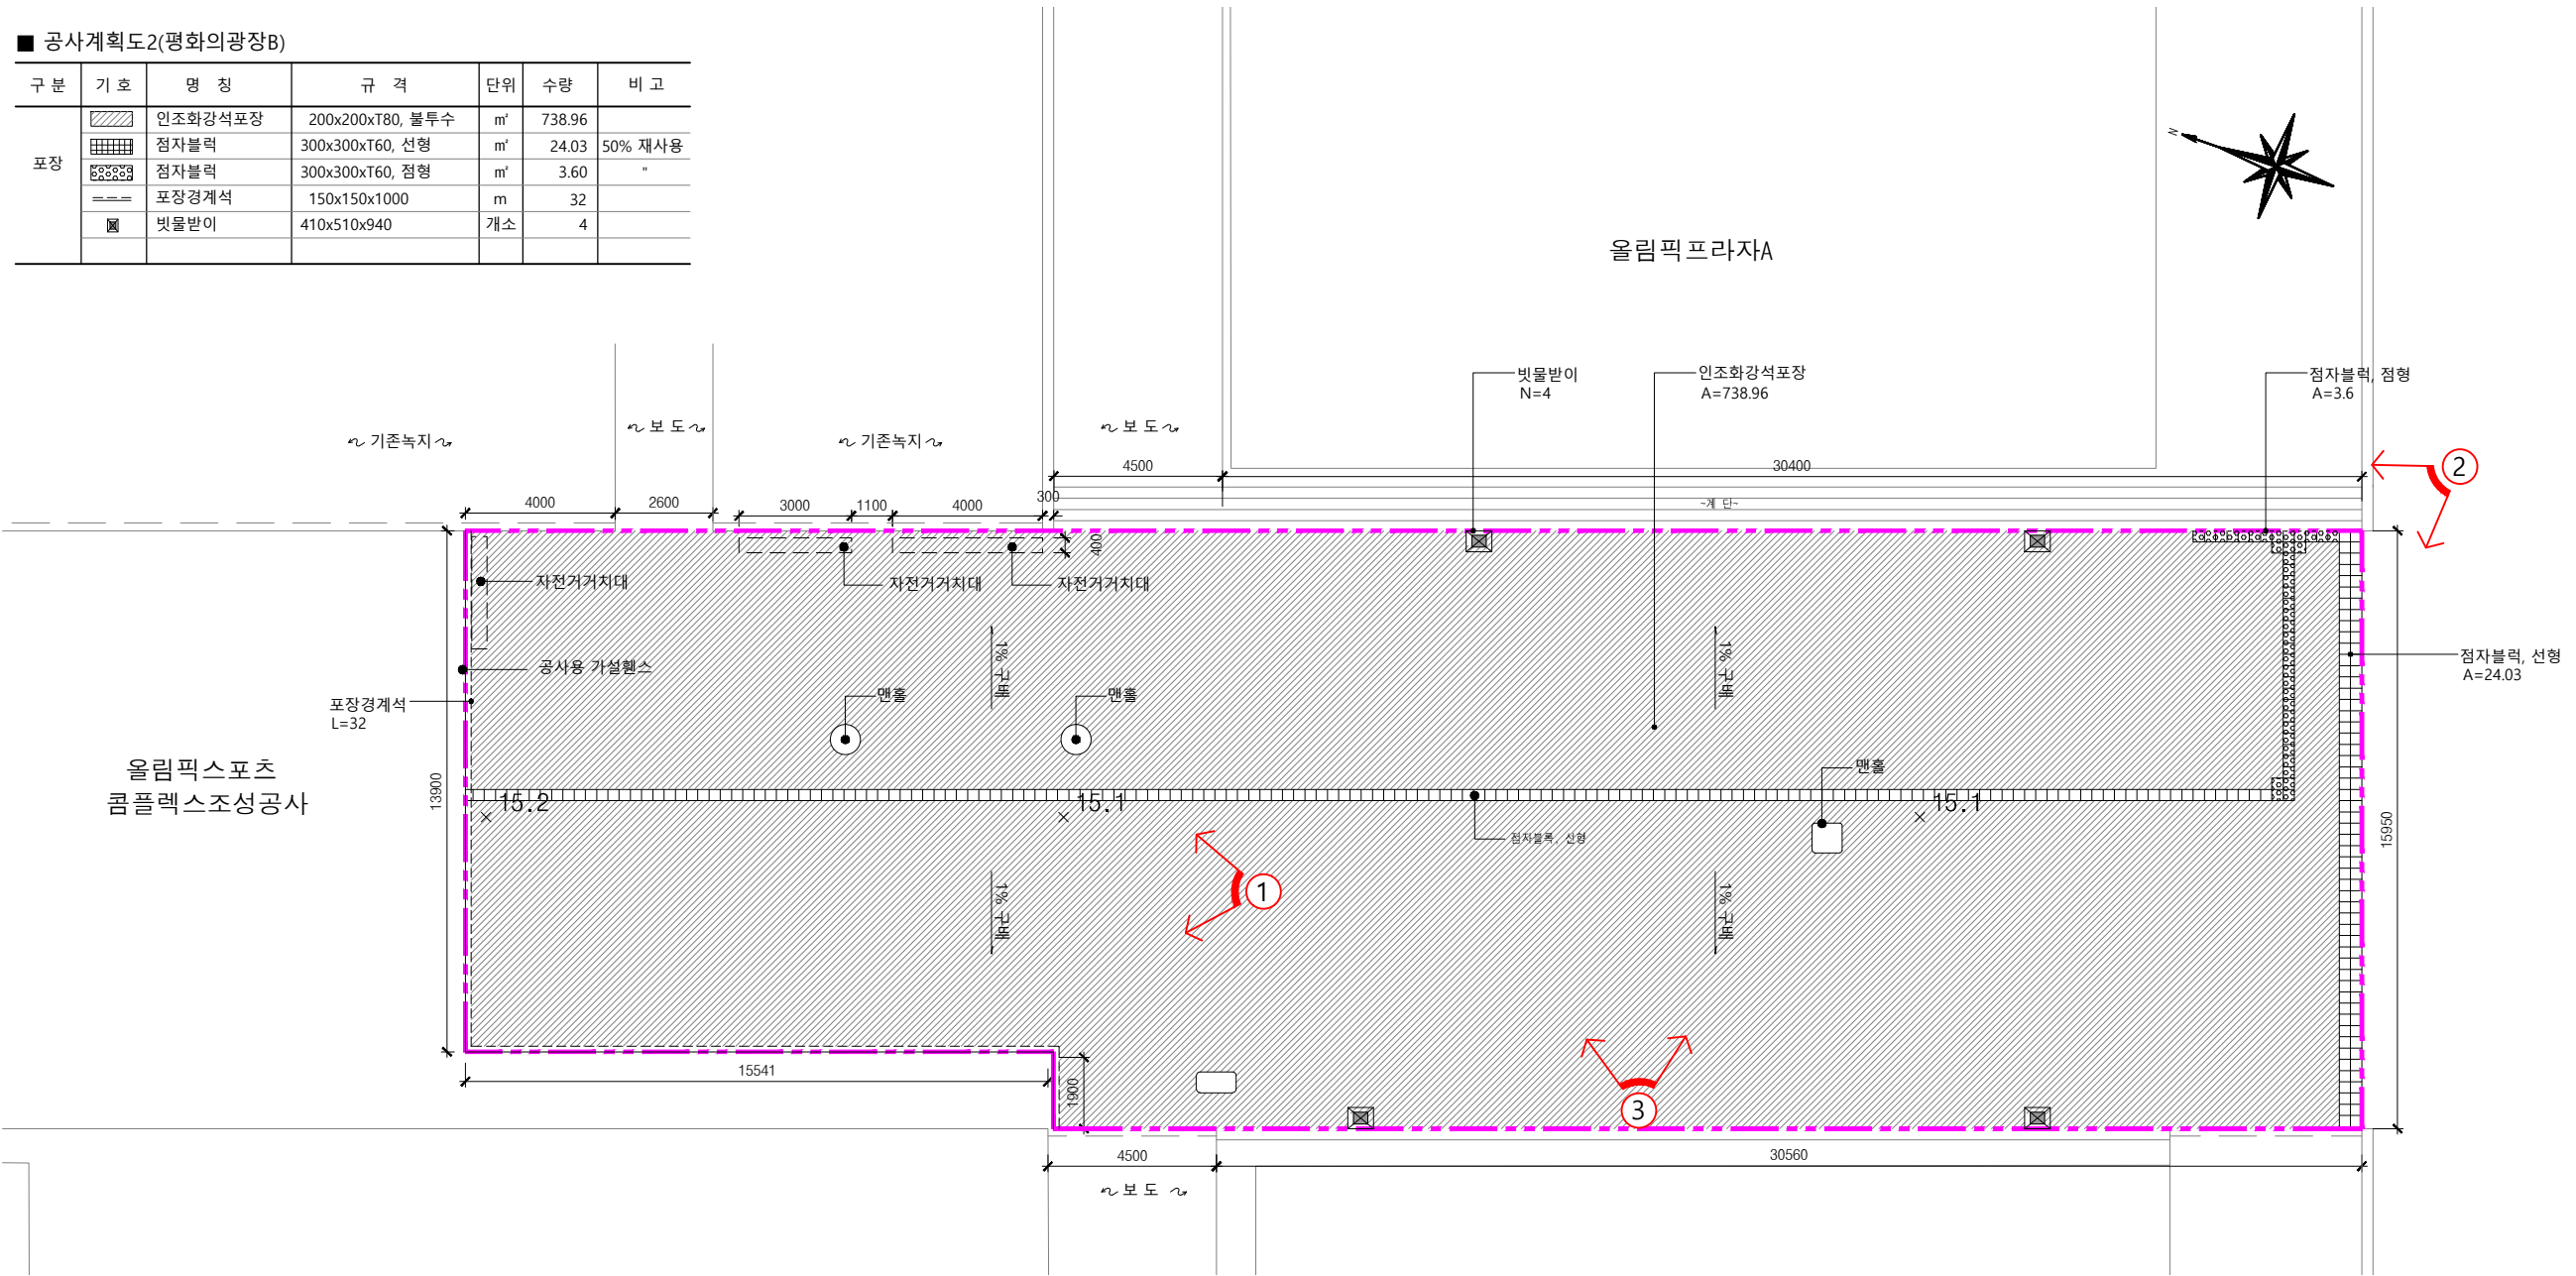 ■ 공사계획도2(평화의광장B)
구 분 기 호 명 칭 규 격 단위 수량 비 고
포장
인조화강석포장 200x200xT80, 불투수 ㎡ 738.96
점자블럭 300x300xT60, 선형 ㎡ 24.03 50% 재사용
점자블럭 300x300xT60, 점형 ㎡ 3.60 "
포장경계석 150x150x1000 m 32
빗물받이 410x510x940 개소 4
N
올림픽프라자A
빗물받이
N=4
인조화강석포장
A=738.96
점자블럭, 점형
A=3.6
기존녹지
보 도
기존녹지
보 도
4500
30400
②
4000
2600
3000
1100
4000
300
~계 단~
400
자전거거치대
자전거거치대
자전거거치대
1% 구배
1% 구배
공사용 가설휀스
점자블럭, 선형
A=24.03
포장경계석
L=32
맨홀
맨홀
맨홀
올림픽스포츠
콤플렉스조성공사
13900
15.2
15.1
15.1
15950
점자블록, 선형
①
1% 구배
1% 구배
15541
1900
③
4500
30560
보 도